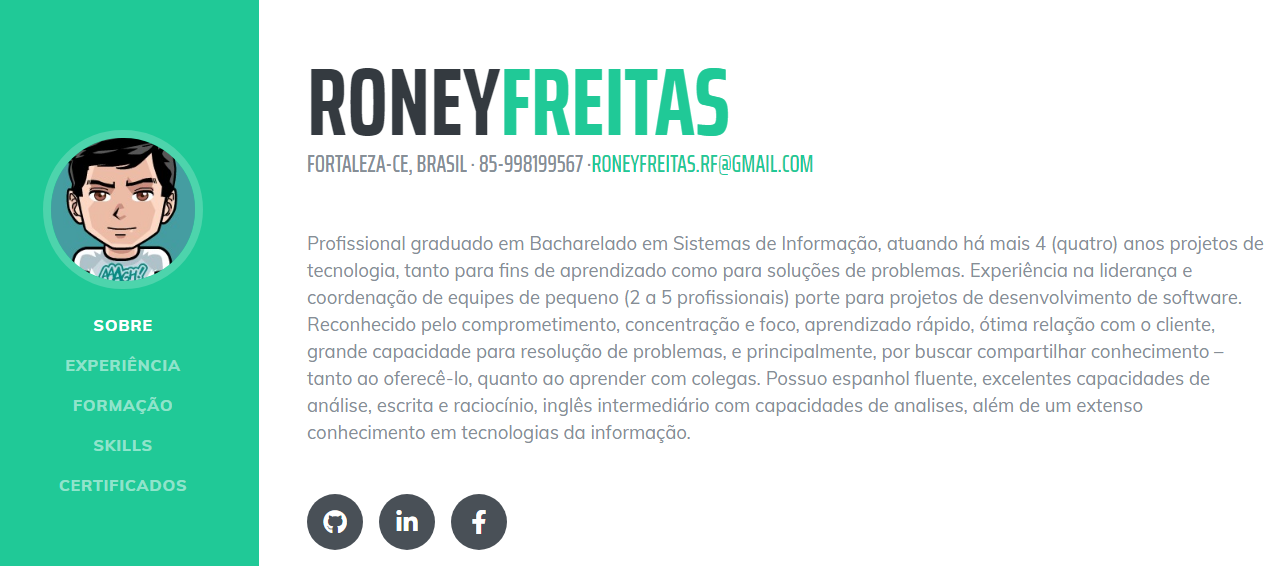 RONEYFREITAS
FORTALEZA-CE, BRASIL · 85-998199567 ·RONEYFREITAS.RF@GMAIL.COM
AAACH!
SOBRE
EXPERIÊNCIA
FORMAÇÃO
SKILLS
CERTIFICADOS
Profissional graduado em Bacharelado em Sistemas de Informação, atuando há mais 4 (quatro) anos projetos de
tecnologia, tanto para fins de aprendizado como para soluções de problemas. Experiência na liderança e
coordenação de equipes de pequeno (2 a 5 profissionais) porte para projetos de desenvolvimento de software.
Reconhecido pelo comprometimento, concentração e foco, aprendizado rápido, ótima relação com o cliente,
grande capacidade para resolução de problemas, e principalmente, por buscar compartilhar conhecimento –
tanto ao oferecê-lo, quanto ao aprender com colegas. Possuo espanhol fluente, excelentes capacidades de
análise, escrita e raciocínio, inglês intermediário com capacidades de analises, além de um extenso
conhecimento em tecnologias da informação.
in
f